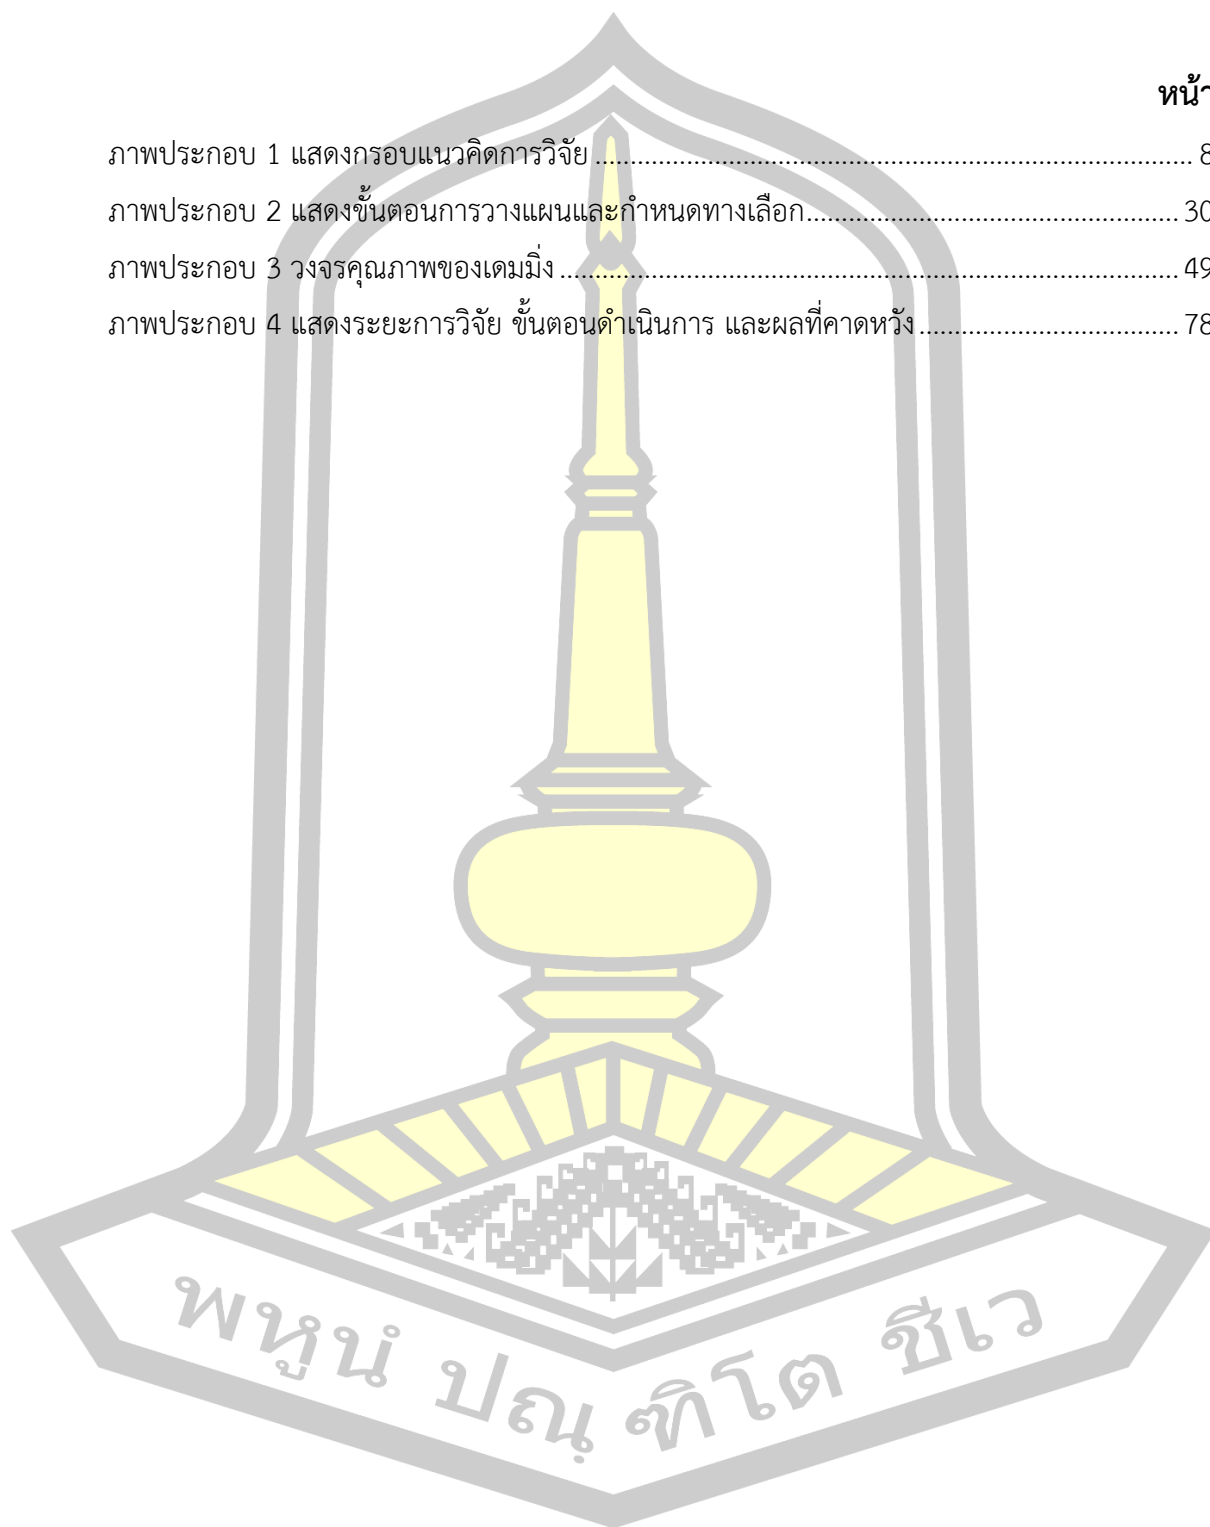 หน้า
ภาพประกอบ 1 แสดงกรอบแนวคิดการวิจัย ........................................................................................ 8
ภาพประกอบ 2 แสดงขั้นตอนการวางแผนและกำหนดทางเลือก....................................................... 30
ภาพประกอบ 3 วงจรคุณภาพของเดมมิ่ง ........................................................................................... 49
ภาพประกอบ 4 แสดงระยะการวิจัย ขั้นตอนดำเนินการ และผลที่คาดหวัง ...................................... 78
พหูนํ ปณฺฑิโต ชีเว